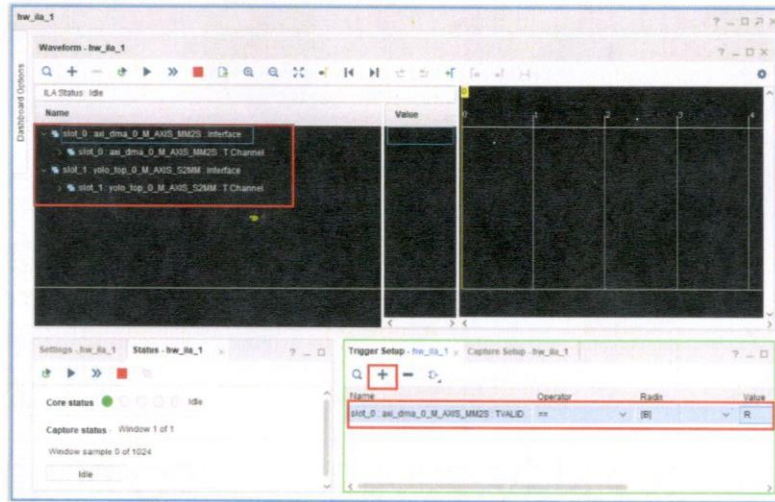 hw_ila_1
Waveform - hw_ila_1
Dashboard Options
ILA Status: Idle
Name
Value
0
0
1
2
3
4
slot_0 : axi_dma_0_M_AXIS_MM2S : Interface
slot_0 : axi_dma_0_M_AXIS_MM2S : T Channel
slot_1 : yolo_top_0_M_AXIS_S2MM : Interface
slot_1 : yolo_top_0_M_AXIS_S2MM : T Channel
Settings - hw_ila_1
Status - hw_ila_1
Core status
Idle
Capture status - Window 1 of 1
Window sample 0 of 1024
Idle
Trigger Setup - hw_ila_1
Capture Setup - hw_ila_1
Name
Operator
Radix
Value
slot_0 : axi_dma_0_M_AXIS_MM2S : TVALID
==
[B]
R